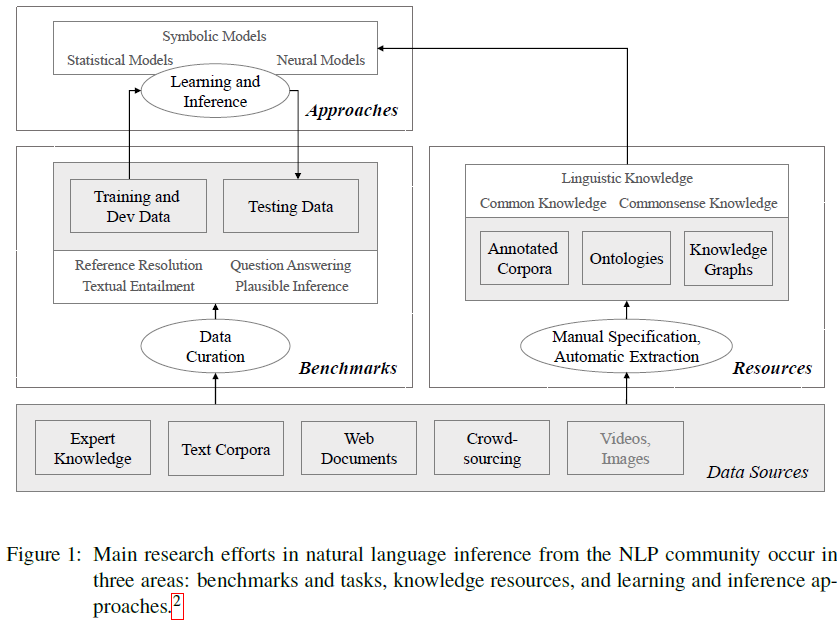 Symbolic Models
Statistical Models
Neural Models
Learning and
Inference
Approaches
Training and
Dev Data
Testing Data
Reference Resolution
Question Answering
Textual Entailment
Plausible Inference
Data
Curation
Benchmarks
Linguistic Knowledge
Common Knowledge
Commonsense Knowledge
Annotated
Corpora
Ontologies
Knowledge
Graphs
Manual Specification,
Automatic Extraction
Resources
Expert
Knowledge
Text Corpora
Web
Documents
Crowd-
sourcing
Videos,
Images
Data Sources
Figure 1: Main research efforts in natural language inference from the NLP community occur in
three areas: benchmarks and tasks, knowledge resources, and learning and inference ap-
proaches.2